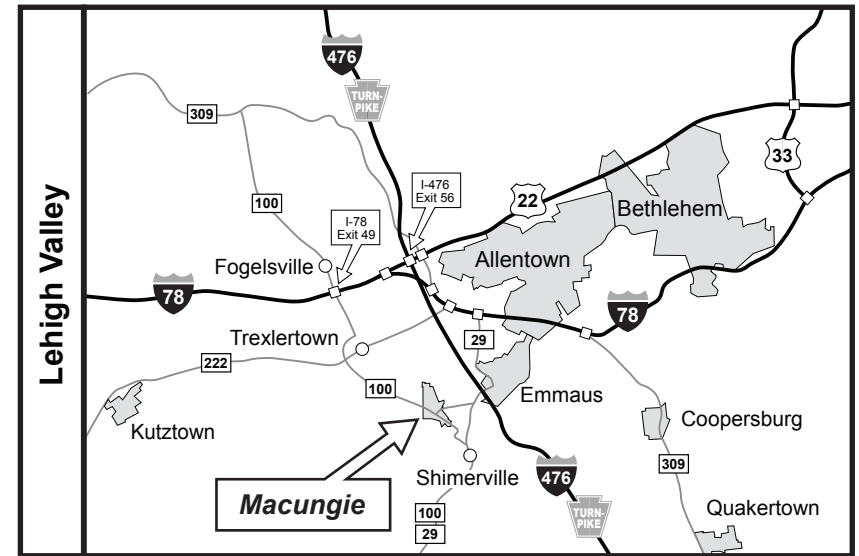 Lehigh Valley
476
TURN-
PIKE
309
33
100
I-476
Exit 56
22
Bethlehem
I-78
Exit 49
Fogelsville
Allentown
78
78
Trexlertown
29
222
100
Emmaus
Kutztown
Coopersburg
Macungie
Shimerville
476
309
TURN-
PIKE
100
29
Quakertown